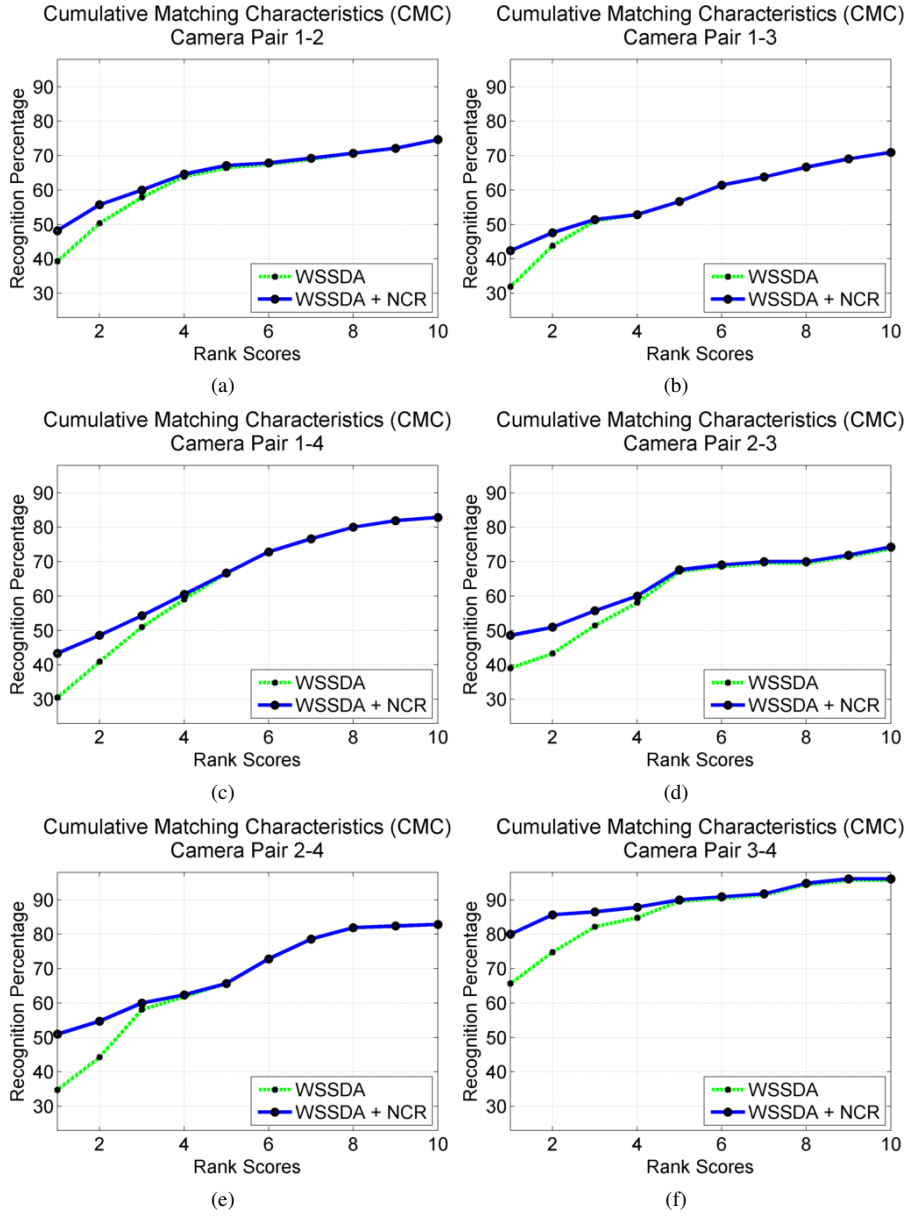 Cumulative Matching Characteristics (CMC)
Camera Pair 1-2
Recognition Percentage
90
80
70
60
50
40
30
WSSDA
WSSDA + NCR
2 4 6 8 10
Rank Scores
(a)
Cumulative Matching Characteristics (CMC)
Camera Pair 1-3
Recognition Percentage
90
80
70
60
50
40
30
WSSDA
WSSDA + NCR
2 4 6 8 10
Rank Scores
(b)
Cumulative Matching Characteristics (CMC)
Camera Pair 1-4
Recognition Percentage
90
80
70
60
50
40
30
WSSDA
WSSDA + NCR
2 4 6 8 10
Rank Scores
(c)
Cumulative Matching Characteristics (CMC)
Camera Pair 2-3
Recognition Percentage
90
80
70
60
50
40
30
WSSDA
WSSDA + NCR
2 4 6 8 10
Rank Scores
(d)
Cumulative Matching Characteristics (CMC)
Camera Pair 2-4
Recognition Percentage
90
80
70
60
50
40
30
WSSDA
WSSDA + NCR
2 4 6 8 10
Rank Scores
(e)
Cumulative Matching Characteristics (CMC)
Camera Pair 3-4
Recognition Percentage
90
80
70
60
50
40
30
WSSDA
WSSDA + NCR
2 4 6 8 10
Rank Scores
(f)